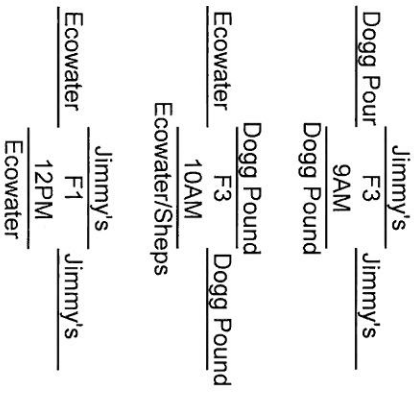 Jimmy's
Dogg Pour F3 Jimmy's
9AM
Dogg Pound
Dogg Pound
Ecowater F3 Dogg Pound
10AM
Ecowater/Sheps
Jimmy's
Ecowater F1 Jimmy's
12PM
Ecowater